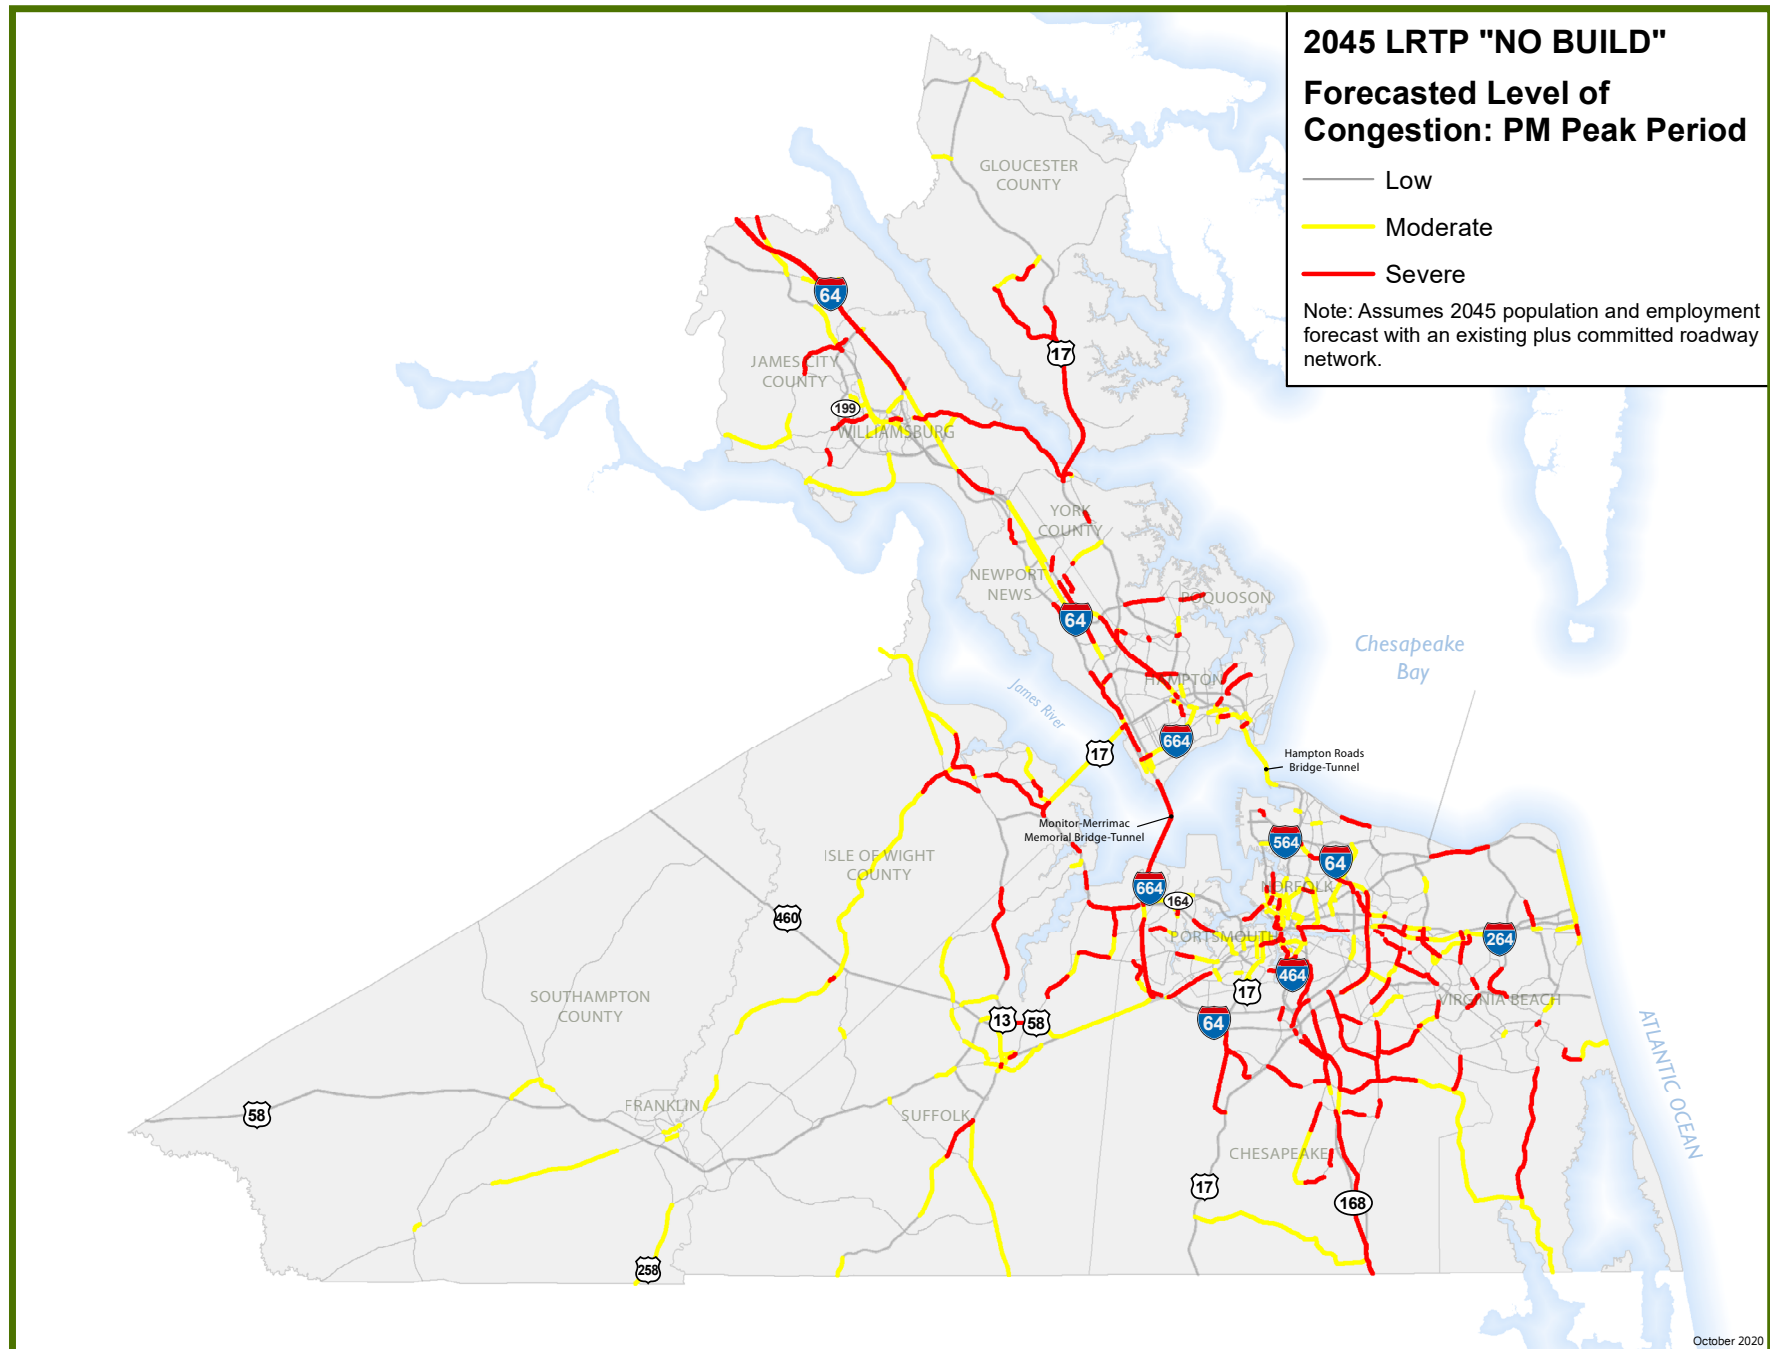 2045 LRTP "NO BUILD"
Forecasted Level of
Congestion: PM Peak Period
Low
Moderate
Severe
Note: Assumes 2045 population and employment
forecast with an existing plus committed roadway
network.
GLOUCESTER
COUNTY
64
17
JAMES CITY
COUNTY
199
WILLIAMSBURG
YORK
COUNTY
NEWPORT
NEWS
POQUOSON
64
Chesapeake
Bay
James River
HAMPTON
664
17
Hampton Roads
Bridge-Tunnel
Monitor-Merrimac
Memorial Bridge-Tunnel
564
64
ISLE OF WIGHT
COUNTY
664
164
NORFOLK
460
PORTSMOUTH
264
464
17
SOUTHAMPTON
COUNTY
VIRGINIA BEACH
13
58
64
ATLANTIC OCEAN
58
FRANKLIN
SUFFOLK
CHESAPEAKE
17
168
258
October 2020